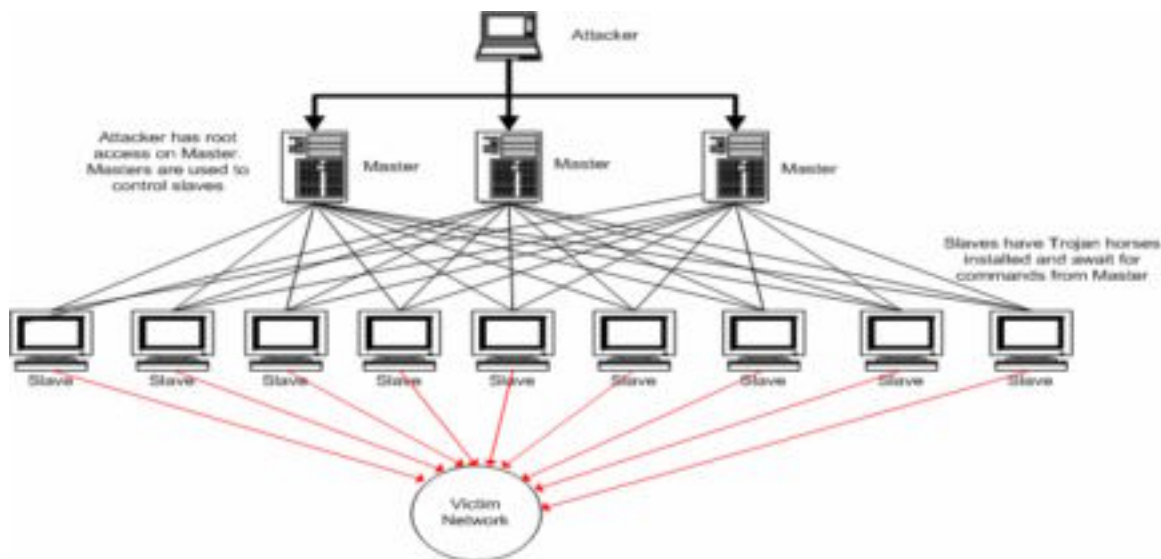 Attacker
Attacker has root
access on Master.
Masters are used to
control slaves
Master
Master
Master
Slaves have Trojan horses
installed and await for
commands from Master
Slave
Slave
Slave
Slave
Slave
Slave
Slave
Slave
Slave
Victim
Network